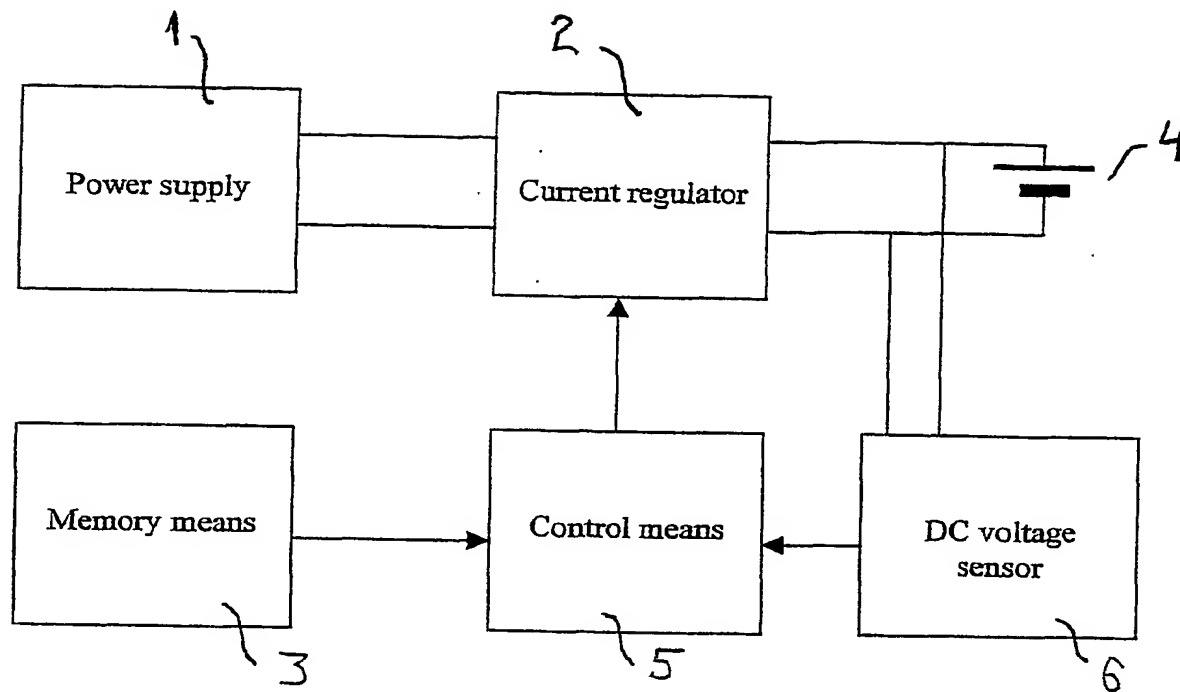 1
2
4
Power supply
Current regulator
Memory means
Control means
DC voltage
sensor
3
5
6